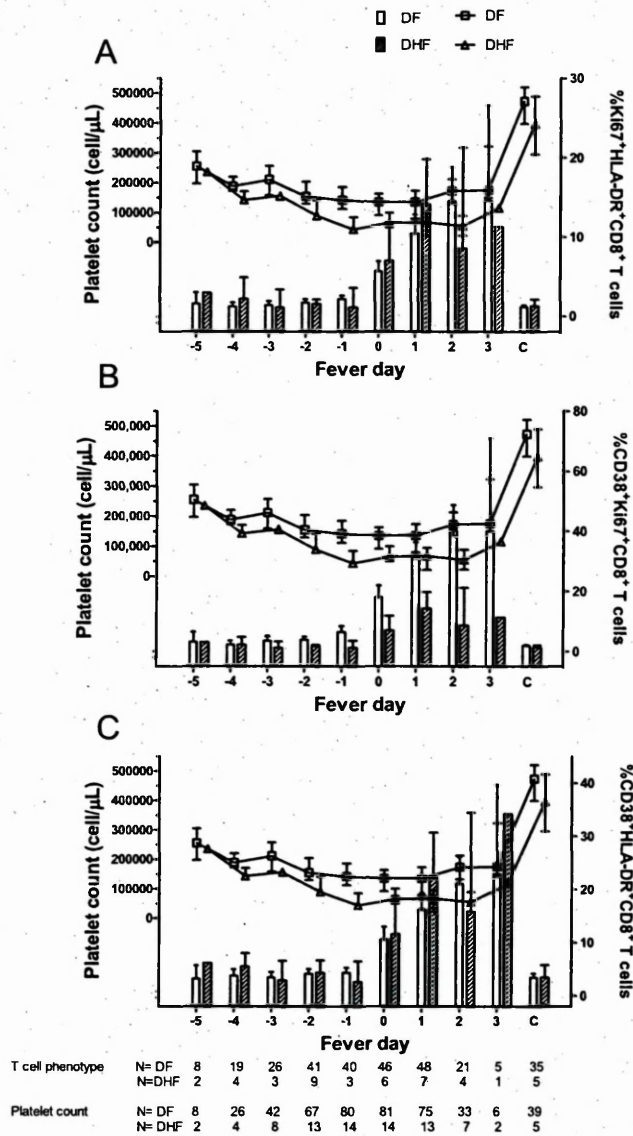 DF DF
DHF DHF
A
Platelet count (cell/µL)
500000
400000
300000
200000
100000
0
30
20
10
0
%Ki67+HLA-DR+CD8+ T cells
-5 -4 -3 -2 -1 0 1 2 3 C
Fever day
B
Platelet count (cell/µL)
500,000
400,000
300,000
200,000
100,000
0
80
60
40
20
0
%CD38+Ki67+CD8+ T cells
-5 -4 -3 -2 -1 0 1 2 3 C
Fever day
C
Platelet count (cell/µL)
500000
400000
300000
200000
100000
0
40
30
20
10
0
%CD38+HLA-DR+CD8+ T cells
-5 -4 -3 -2 -1 0 1 2 3 C
Fever day
T cell phenotype N= DF 8 19 26 41 40 46 48 21 5 35
N=DHF 2 4 3 9 3 6 7 4 1 5
Platelet count N= DF 8 26 42 67 80 81 75 33 6 39
N=DHF 2 4 8 13 14 14 13 7 2 5